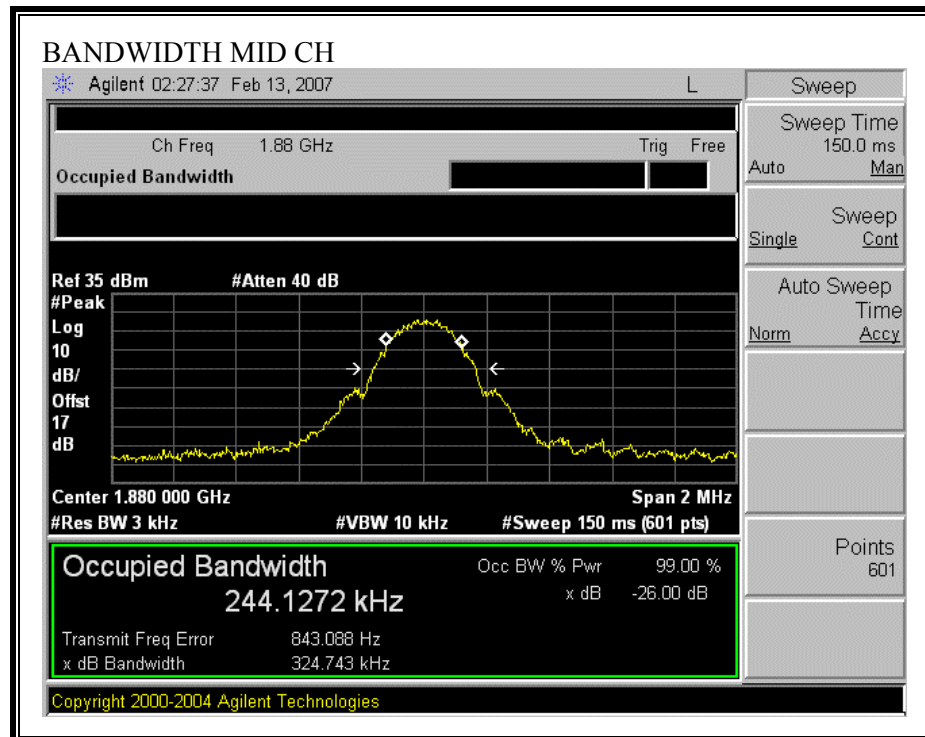 BANDWIDTH MID CH
Agilent 02:27:37 Feb 13, 2007 L
Sweep
Ch Freq 1.88 GHz Trig Free
Occupied Bandwidth
Sweep Time
150.0 ms
Auto Man
Sweep
Single Cont
Auto Sweep
Time
Norm Accy
Ref 35 dBm #Atten 40 dB
#Peak
Log
10
dB/
Offst
17
dB
Center 1.880 000 GHz Span 2 MHz
#Res BW 3 kHz #VBW 10 kHz #Sweep 150 ms (601 pts)
Points
601
Occupied Bandwidth
244.1272 kHz
Occ BW % Pwr 99.00 %
x dB -26.00 dB
Transmit Freq Error 843.088 Hz
x dB Bandwidth 324.743 kHz
Copyright 2000-2004 Agilent Technologies